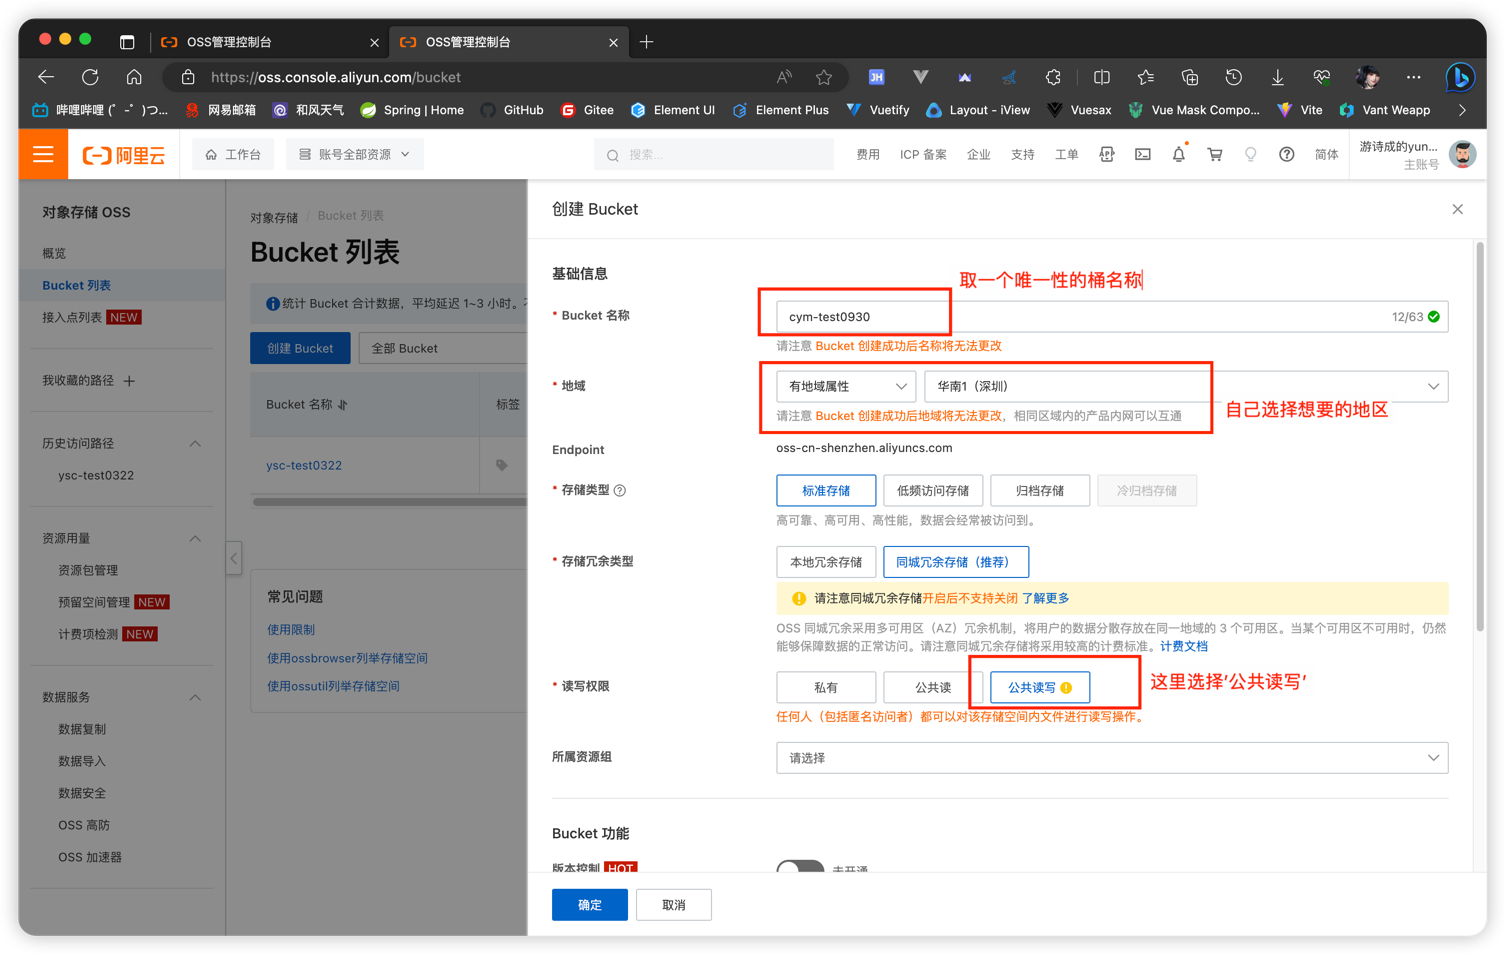 OSS管理控制台
OSS管理控制台
https://oss.console.aliyun.com/bucket
哔哩哔哩 (゜-゜)つ...
网易邮箱
和风天气
Spring | Home
GitHub
Gitee
Element UI
Element Plus
Vuetify
Layout - iView
Vuesax
Vue Mask Compo...
Vite
Vant Weapp
阿里云
工作台
账号全部资源
搜索...
费用
ICP 备案
企业
支持
工单
简体
游诗成的yun...
主账号
对象存储 OSS
概览
Bucket 列表
接入点列表 NEW
我收藏的路径
历史访问路径
ysc-test0322
资源用量
资源包管理
预留空间管理 NEW
计费项检测 NEW
数据服务
数据复制
数据导入
数据安全
OSS 高防
OSS 加速器
对象存储 / Bucket 列表
Bucket 列表
统计 Bucket 合计数据，平均延迟 1~3 小时。
创建 Bucket
全部 Bucket
Bucket 名称
标签
ysc-test0322
常见问题
使用限制
使用ossbrowser列举存储空间
使用ossutil列举存储空间
创建 Bucket
基础信息
取一个唯一性的桶名称
* Bucket 名称
cym-test0930
12/63
请注意 Bucket 创建成功后名称将无法更改
* 地域
有地域属性
华南1（深圳）
请注意 Bucket 创建成功后地域将无法更改，相同区域内的产品内网可以互通
自己选择想要的地区
Endpoint
oss-cn-shenzhen.aliyuncs.com
* 存储类型
标准存储
低频访问存储
归档存储
冷归档存储
高可靠、高可用、高性能，数据会经常被访问到。
* 存储冗余类型
本地冗余存储
同城冗余存储（推荐）
请注意同城冗余存储开启后不支持关闭 了解更多
OSS 同城冗余采用多可用区（AZ）冗余机制，将用户的数据分散存放在同一地域的 3 个可用区。当某个可用区不可用时，仍然
能够保障数据的正常访问。请注意同城冗余存储将采用较高的计费标准。计费文档
* 读写权限
私有
公共读
公共读写
这里选择'公共读写'
任何人（包括匿名访问者）都可以对该存储空间内文件进行读写操作。
所属资源组
请选择
Bucket 功能
版本控制 HOT
未开通
确定
取消